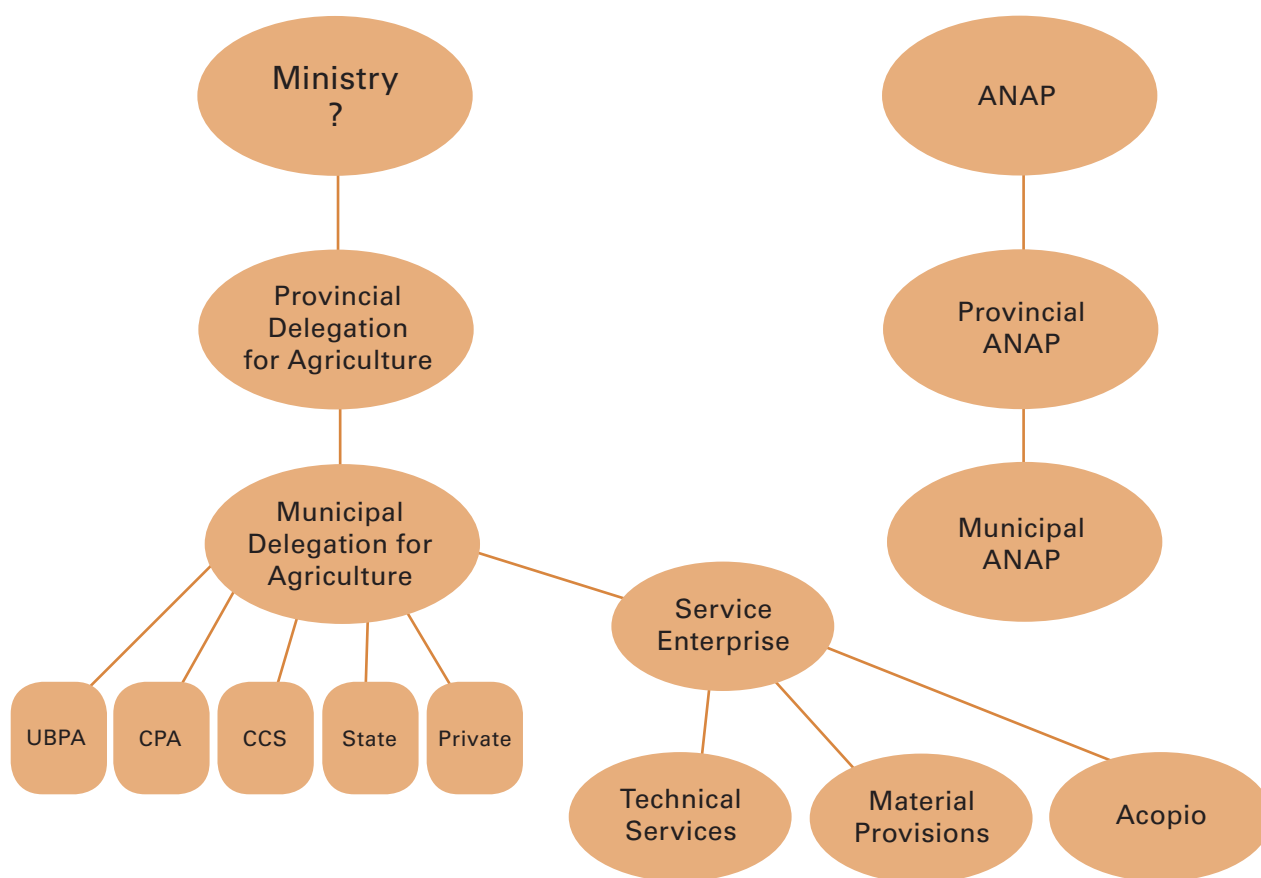 Ministry
?
ANAP
Provincial
Delegation
for Agriculture
Provincial
ANAP
Municipal
Delegation for
Agriculture
Municipal
ANAP
Service
Enterprise
UBPA
CPA
CCS
State
Private
Technical
Services
Material
Provisions
Acopio